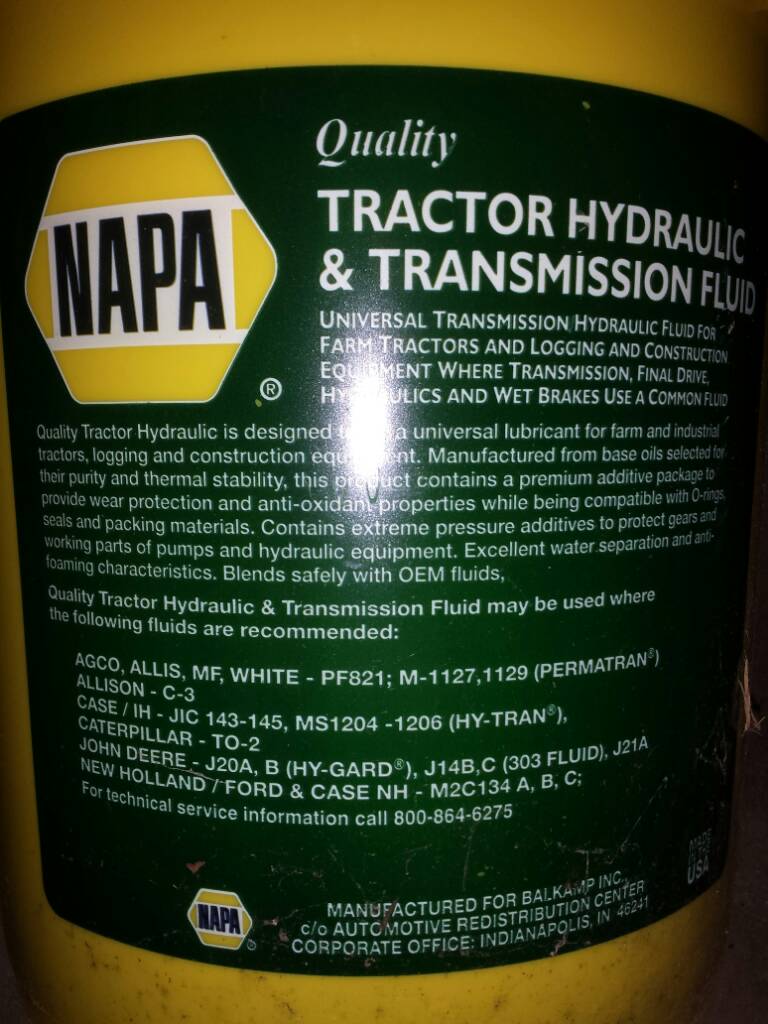 NAPA
®
Quality
TRACTOR HYDRAULIC
& TRANSMISSION FLUID
UNIVERSAL TRANSMISSION HYDRAULIC FLUID FOR
FARM TRACTORS AND LOGGING AND CONSTRUCTION
EQUIPMENT WHERE TRANSMISSION, FINAL DRIVE,
HYDRAULICS AND WET BRAKES USE A COMMON FLUID
Quality Tractor Hydraulic is designed a universal lubricant for farm and industrial
tractors, logging and construction equipment. Manufactured from base oils selected for
their purity and thermal stability, this product contains a premium additive package to
provide wear protection and anti-oxidant properties while being compatible with O-rings,
seals and packing materials. Contains extreme pressure additives to protect gears and
working parts of pumps and hydraulic equipment. Excellent water separation and anti-
foaming characteristics. Blends safely with OEM fluids,
Quality Tractor Hydraulic & Transmission Fluid may be used where
the following fluids are recommended:
AGCO, ALLIS, MF, WHITE - PF821; M-1127,1129 (PERMATRAN®)
ALLISON - C-3
CASE / IH - JIC 143-145, MS1204 -1206 (HY-TRAN®),
CATERPILLAR - TO-2
JOHN DEERE - J20A, B (HY-GARD®), J14B,C (303 FLUID), J21A
NEW HOLLAND / FORD & CASE NH - M2C134 A, B, C;
For technical service information call 800-864-6275
MADE
IN THE
USA
NAPA
®
MANUFACTURED FOR BALKAMP INC.
c/o AUTOMOTIVE REDISTRIBUTION CENTER
CORPORATE OFFICE: INDIANAPOLIS, IN 46241